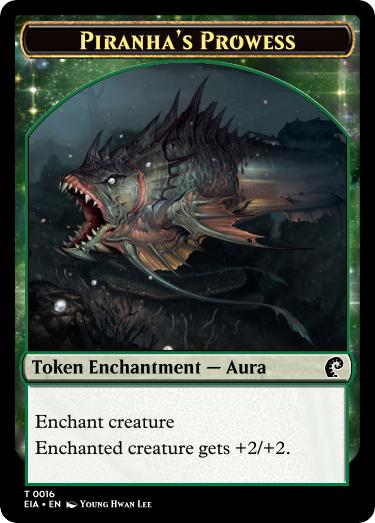 Piranha's Prowess
Token Enchantment — Aura
Enchant creature
Enchanted creature gets +2/+2.
T 0016
EIA • EN Young Hwan Lee